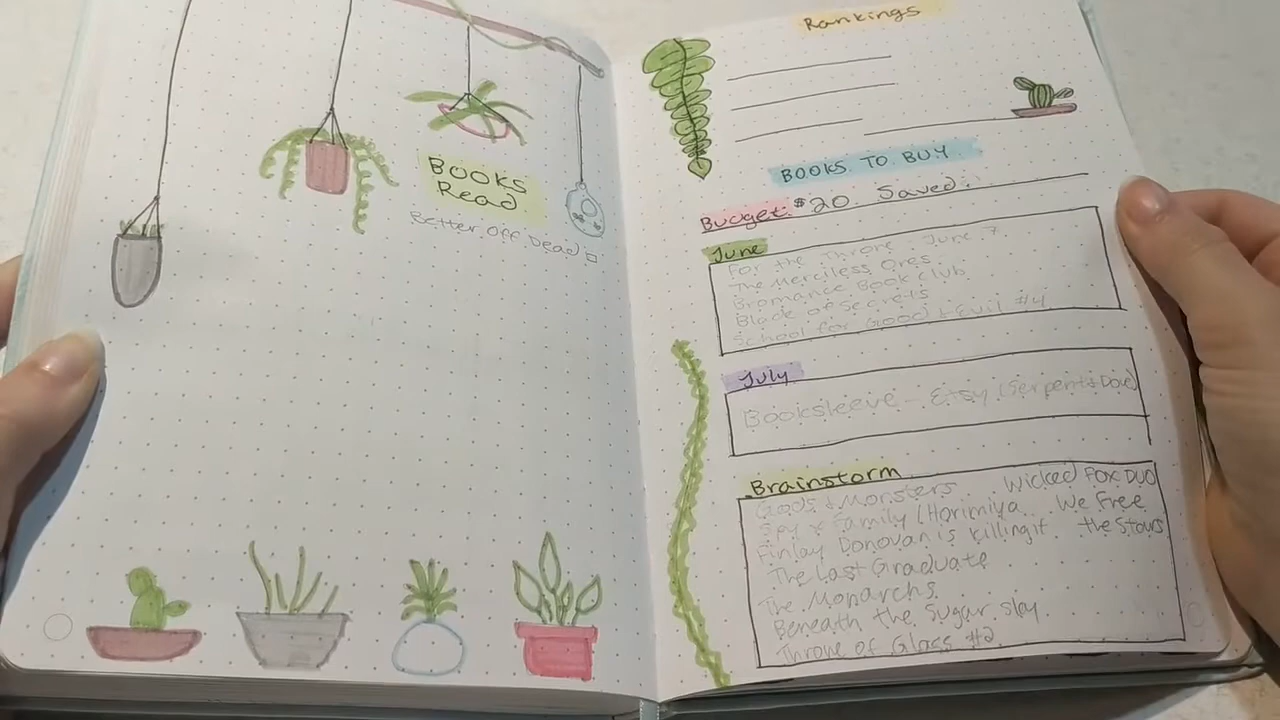 Books
Read
Better Off Dead
Rankings
BOOKS TO BUY
Budget: $20 Saved:
June
For the Throne - June 7
The Merciless Ones
Bromance Book club
Blade of Secrets
School for Good & Evil #4
July
Booksleeve - Etsy (Serpent & Dove)
Brainstorm
Gods & Monsters Wicked Fox DUO
Spy x Family / Horimiya We Free
Finlay Donovan is killing it the Stars
The Last Graduate
The Monarchs
Beneath the Sugar Sky
Throne of Glass #2